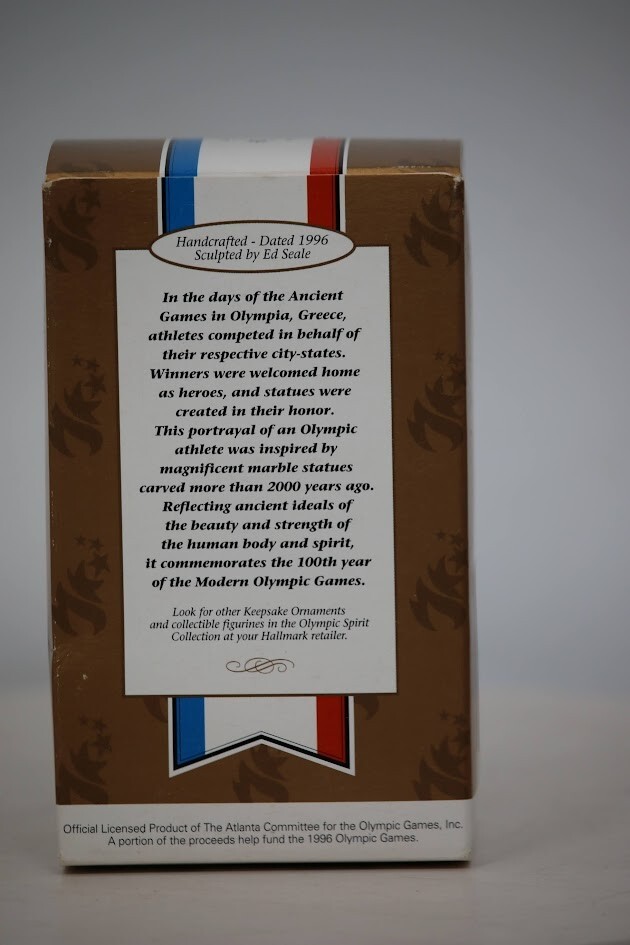 Handcrafted - Dated 1996
Sculpted by Ed Seale
In the days of the Ancient
Games in Olympia, Greece,
athletes competed in behalf of
their respective city-states.
Winners were welcomed home
as heroes, and statues were
created in their honor.
This portrayal of an Olympic
athlete was inspired by
magnificent marble statues
carved more than 2000 years ago.
Reflecting ancient ideals of
the beauty and strength of
the human body and spirit,
it commemorates the 100th year
of the Modern Olympic Games.
Look for other Keepsake Ornaments
and collectible figurines in the Olympic Spirit
Collection at your Hallmark retailer.
Official Licensed Product of The Atlanta Committee for the Olympic Games, Inc.
A portion of the proceeds help fund the 1996 Olympic Games.